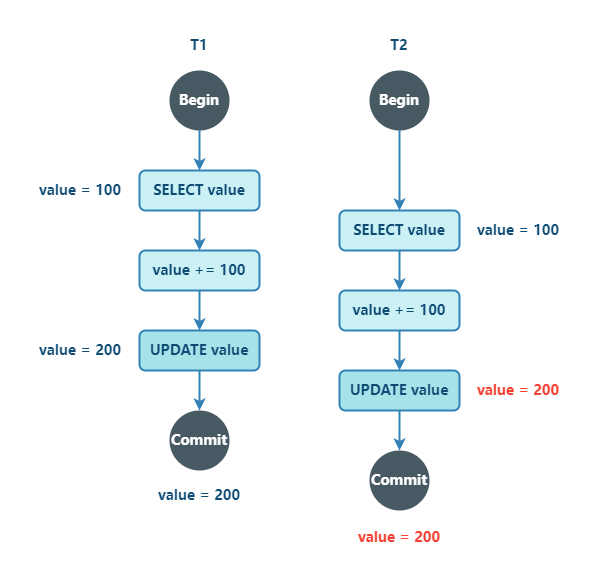 T1
T2
Begin
Begin
value = 100
SELECT value
SELECT value
value = 100
value += 100
value += 100
value = 200
UPDATE value
UPDATE value
value = 200
Commit
Commit
value = 200
value = 200